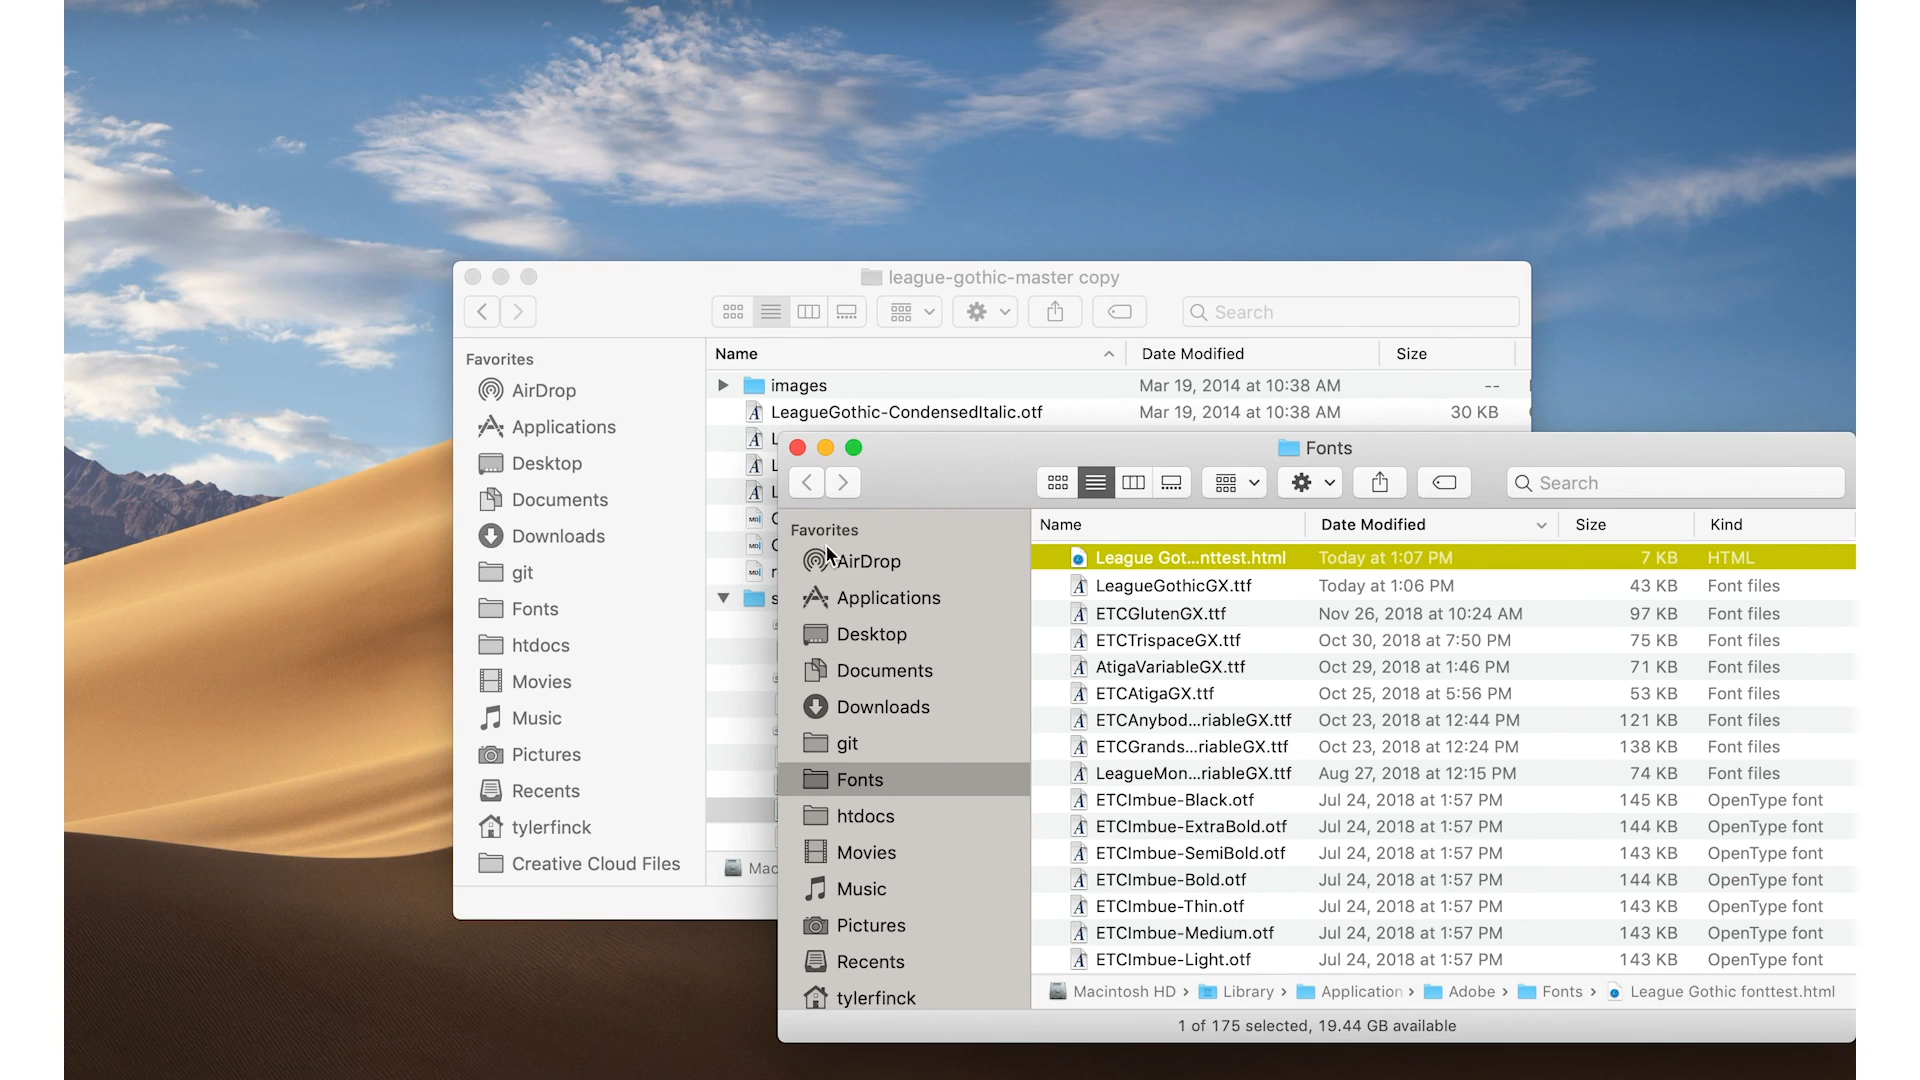 league-gothic-master copy
Search
Favorites
AirDrop
Applications
Desktop
Documents
Downloads
git
Fonts
htdocs
Movies
Music
Pictures
Recents
tylerfinck
Creative Cloud Files
Name Date Modified Size
images Mar 19, 2014 at 10:38 AM --
LeagueGothic-CondensedItalic.otf Mar 19, 2014 at 10:38 AM 30 KB
Fonts
Search
Favorites
AirDrop
Applications
Desktop
Documents
Downloads
git
Fonts
htdocs
Movies
Music
Pictures
Recents
tylerfinck
Name Date Modified Size Kind
League Got...nttest.html Today at 1:07 PM 7 KB HTML
LeagueGothicGX.ttf Today at 1:06 PM 43 KB Font files
ETCGlutenGX.ttf Nov 26, 2018 at 10:24 AM 97 KB Font files
ETCTrispaceGX.ttf Oct 30, 2018 at 7:50 PM 75 KB Font files
AtigaVariableGX.ttf Oct 29, 2018 at 1:46 PM 71 KB Font files
ETCAtigaGX.ttf Oct 25, 2018 at 5:56 PM 53 KB Font files
ETCAnybod...riableGX.ttf Oct 23, 2018 at 12:44 PM 121 KB Font files
ETCGrands...riableGX.ttf Oct 23, 2018 at 12:24 PM 138 KB Font files
LeagueMon...riableGX.ttf Aug 27, 2018 at 12:15 PM 74 KB Font files
ETCImbue-Black.otf Jul 24, 2018 at 1:57 PM 145 KB OpenType font
ETCImbue-ExtraBold.otf Jul 24, 2018 at 1:57 PM 144 KB OpenType font
ETCImbue-SemiBold.otf Jul 24, 2018 at 1:57 PM 143 KB OpenType font
ETCImbue-Bold.otf Jul 24, 2018 at 1:57 PM 144 KB OpenType font
ETCImbue-Thin.otf Jul 24, 2018 at 1:57 PM 143 KB OpenType font
ETCImbue-Medium.otf Jul 24, 2018 at 1:57 PM 143 KB OpenType font
ETCImbue-Light.otf Jul 24, 2018 at 1:57 PM 143 KB OpenType font
Macintosh HD › Library › Application › Adobe › Fonts › League Gothic fonttest.html
1 of 175 selected, 19.44 GB available